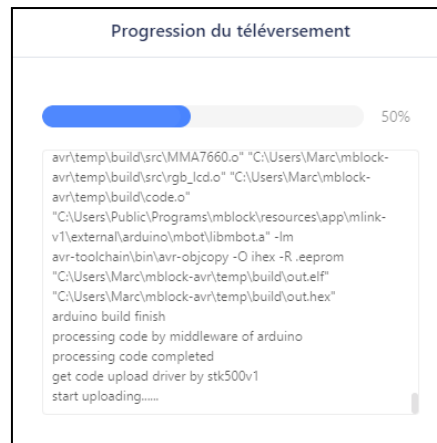 Progression du téléversement
50%
avr\temp\build\src\MMA7660.o" "C:\Users\Marc\mblock-
avr\temp\build\src\rgb_lcd.o" "C:\Users\Marc\mblock-
avr\temp\build\code.o"
"C:\Users\Public\Programs\mblock\resources\app\mlink-
v1\external\arduino\mbot\libmbot.a" -lm
avr-toolchain\bin\avr-objcopy -O ihex -R .eeprom
"C:\Users\Marc\mblock-avr\temp\build\out.elf"
"C:\Users\Marc\mblock-avr\temp\build\out.hex"
arduino build finish
processing code by middleware of arduino
processing code completed
get code upload driver by stk500v1
start uploading......